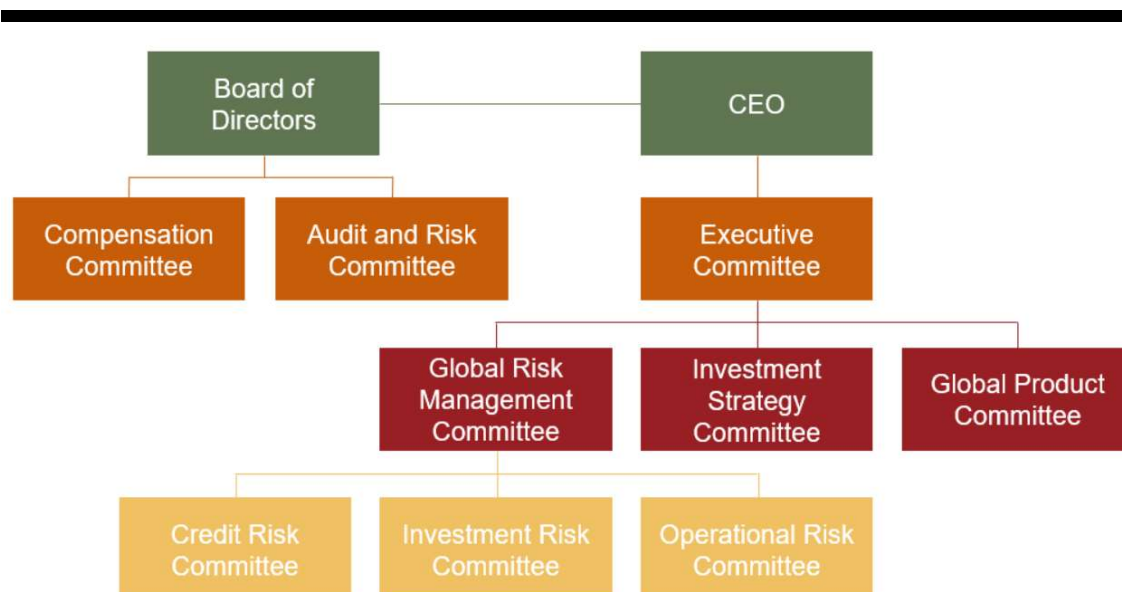 Board of
Directors
CEO
Compensation
Committee
Audit and Risk
Committee
Executive
Committee
Global Risk
Management
Committee
Investment
Strategy
Committee
Global Product
Committee
Credit Risk
Committee
Investment Risk
Committee
Operational Risk
Committee